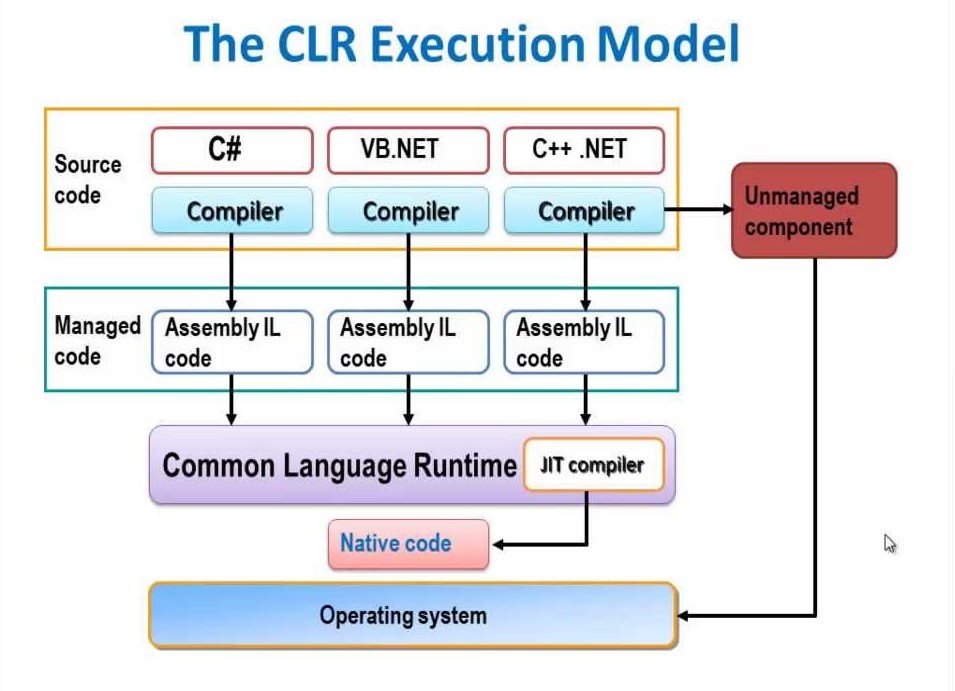 The CLR Execution Model
Source
code
C#
VB.NET
C++ .NET
Compiler
Compiler
Compiler
Unmanaged
component
Managed
code
Assembly IL
code
Assembly IL
code
Assembly IL
code
Common Language Runtime
JIT compiler
Native code
Operating system